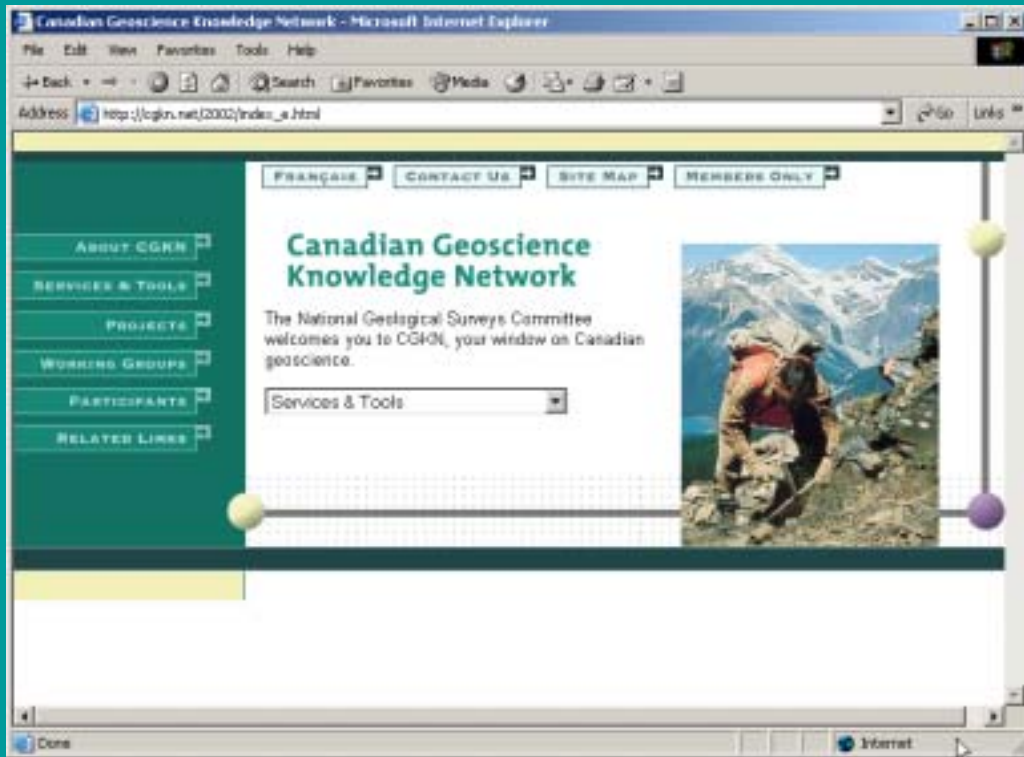 Canadian Geoscience Knowledge Network - Microsoft Internet Explorer
File Edit View Favorites Tools Help
Back Search Favorites Media
Address http://cgkn.net/2002/index_e.html Go Links »
FRANÇAIS CONTACT US SITE MAP MEMBERS ONLY
ABOUT CGKN
SERVICES & TOOLS
PROJECTS
WORKING GROUPS
PARTICIPANTS
RELATED LINKS
Canadian Geoscience
Knowledge Network
The National Geological Surveys Committee
welcomes you to CGKN, your window on Canadian
geoscience.
Services & Tools
Done Internet